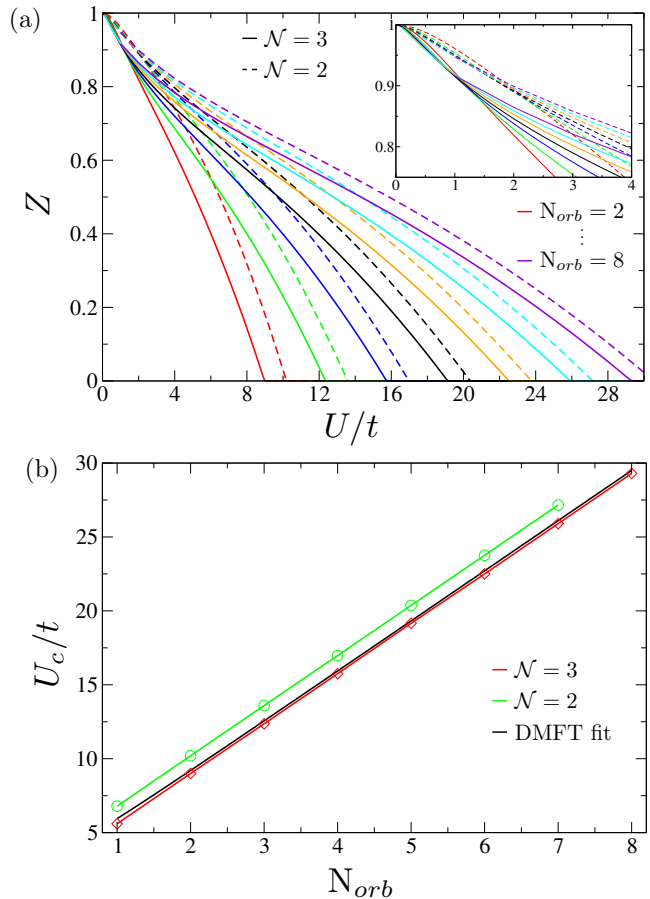 (a)
1
0.8
0.6
0.4
0.2
0
Z
𝒩 = 3
𝒩 = 2
1
0.9
0.8
0 1 2 3 4
N_orb = 2
⋮
N_orb = 8
4 8 12 16 20 24 28
U/t
(b)
30
25
20
15
10
5
U_c/t
𝒩 = 3
𝒩 = 2
DMFT fit
1 2 3 4 5 6 7 8
N_orb